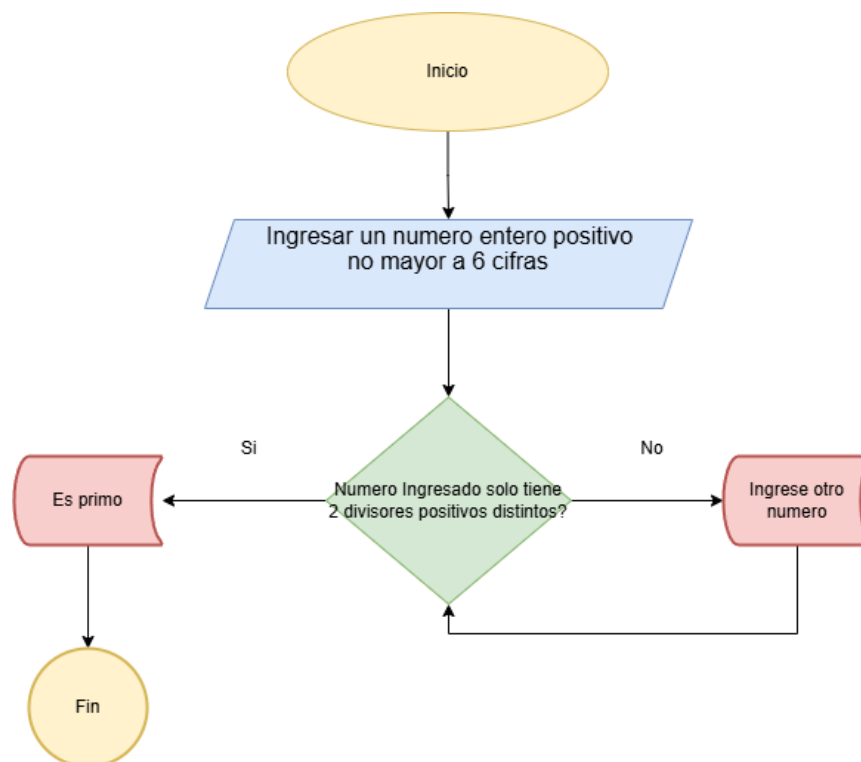 Inicio
Ingresar un numero entero positivo
no mayor a 6 cifras
Si
No
Es primo
Numero Ingresado solo tiene
2 divisores positivos distintos?
Ingrese otro
numero
Fin